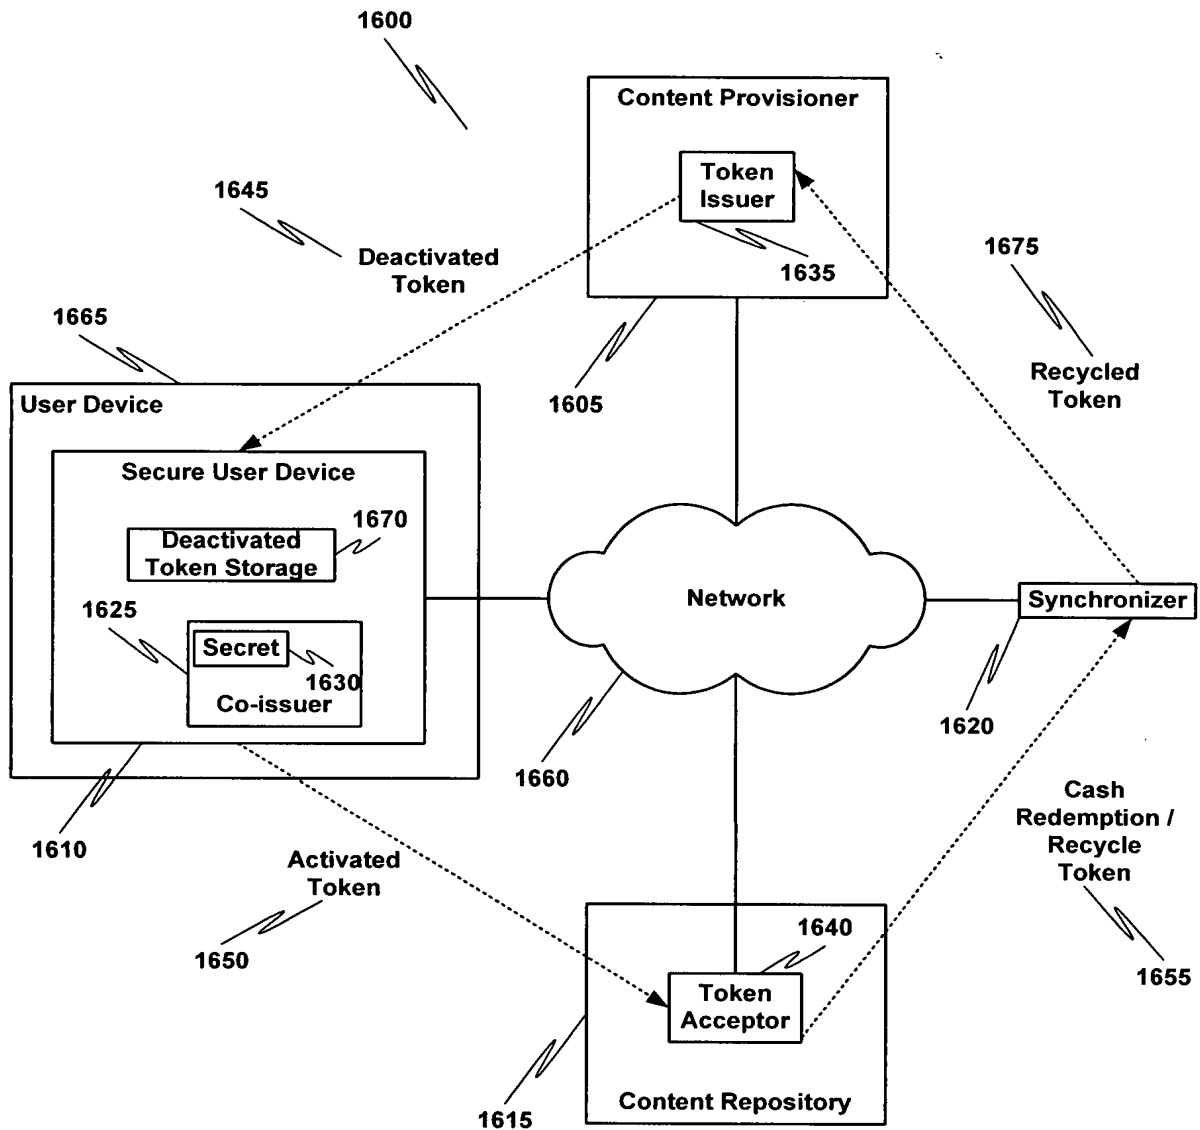 1600
Content Provisioner
Token
Issuer
1635
1645
Deactivated
Token
1675
Recycled
Token
1665
1605
User Device
Secure User Device
1670
Deactivated
Token Storage
1625
Secret
1630
Co-issuer
Network
Synchronizer
1620
1660
1610
Activated
Token
1650
Cash
Redemption /
Recycle
Token
1655
1640
Token
Acceptor
1615
Content Repository